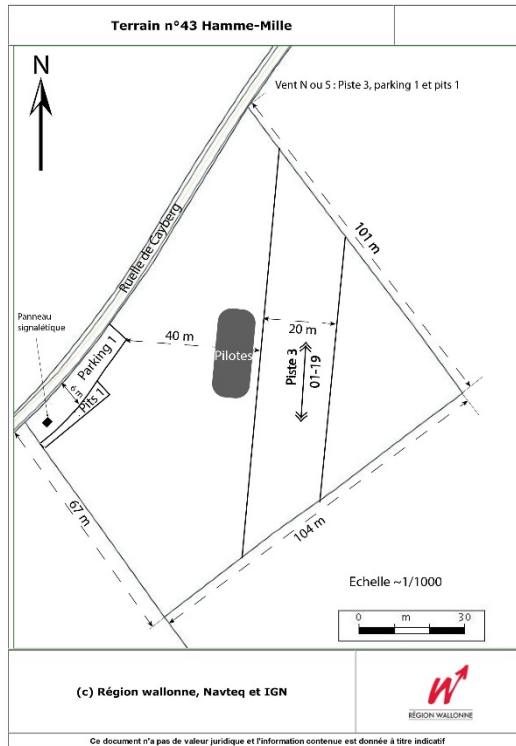 Terrain n°43 Hamme-Mille
N
Vent N ou S : Piste 3, parking 1 et pits 1
Ruelle de Cayberg
101 m
Panneau
signalétique
Parking 1
40 m
Pilotes
20 m
Piste 3
01-19
6 m
Pits 1
67 m
104 m
Echelle ~1/1000
0 m 30
(c) Région wallonne, Navteq et IGN
RÉGION WALLONNE
Ce document n'a pas de valeur juridique et l'information contenue est donnée à titre indicatif